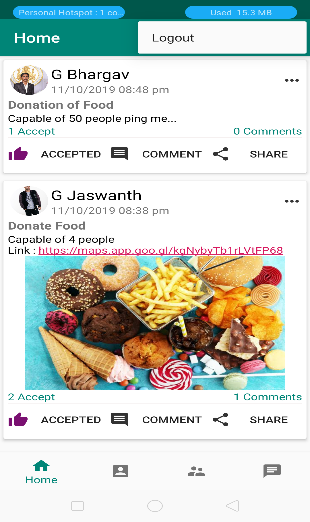 Personal Hotspot : 1 co...
Used: 15.3 MB
Home
Logout
G Bhargav
11/10/2019 08:48 pm
Donation of Food
Capable of 50 people ping me...
1 Accept
0 Comments
ACCEPTED
COMMENT
SHARE
G Jaswanth
11/10/2019 08:38 pm
Donate Food
Capable of 4 people
Link : https://maps.app.goo.gl/kgNybyTb1rLVtFP68
2 Accept
1 Comments
ACCEPTED
COMMENT
SHARE
Home